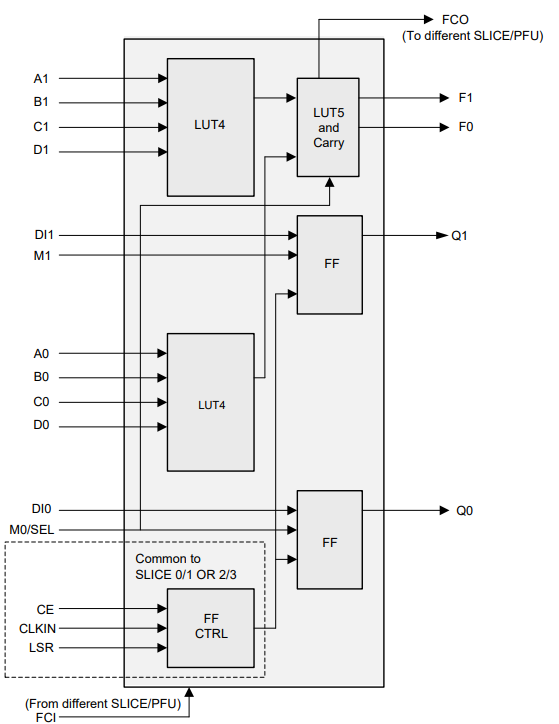 FCO
(To different SLICE/PFU)
A1
B1
C1
D1
LUT4
LUT5
and
Carry
F1
F0
DI1
M1
FF
Q1
A0
B0
C0
D0
LUT4
DI0
M0/SEL
FF
Q0
Common to
SLICE 0/1 OR 2/3
CE
CLKIN
LSR
FF
CTRL
(From different SLICE/PFU)
FCI